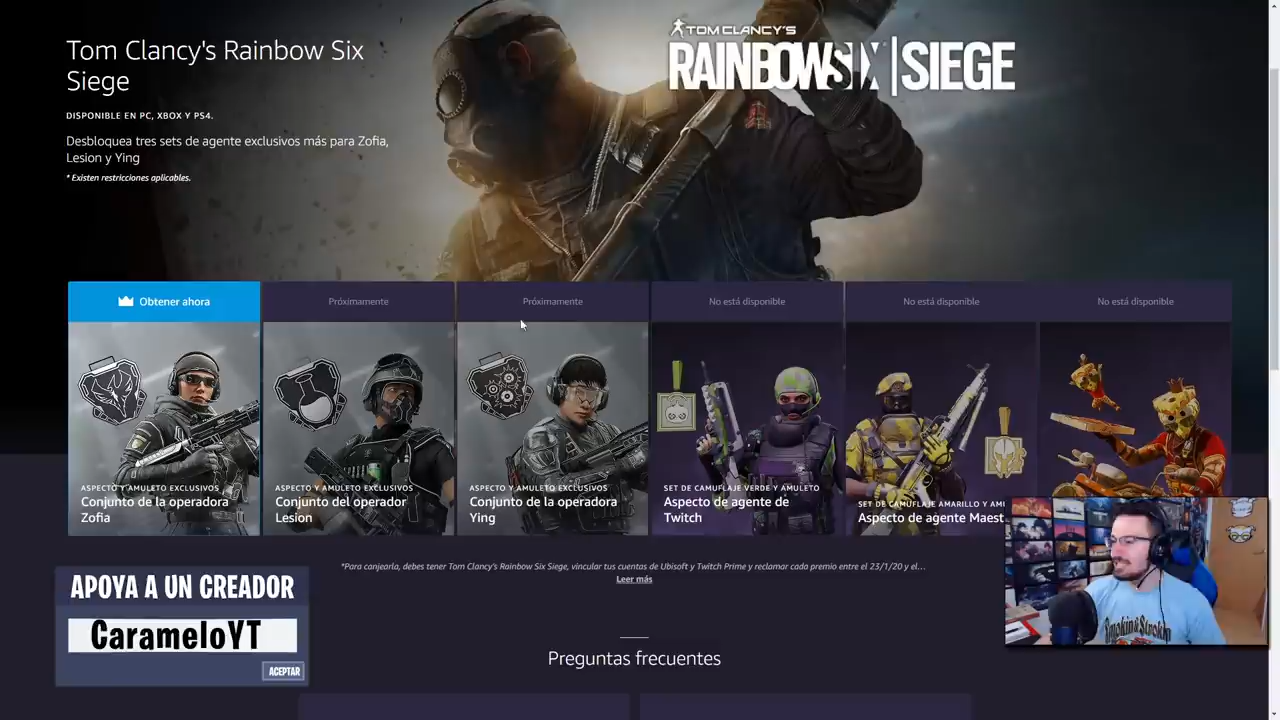 Tom Clancy's Rainbow Six
Siege
DISPONIBLE EN PC, XBOX Y PS4.
Desbloquea tres sets de agente exclusivos más para Zofia,
Lesion y Ying
* Existen restricciones aplicables.
TOM CLANCY'S
RAINBOWSIX|SIEGE
Obtener ahora
Próximamente
Próximamente
No está disponible
No está disponible
No está disponible
ASPECTO Y AMULETO EXCLUSIVOS
Conjunto de la operadora
Zofia
ASPECTO Y AMULETO EXCLUSIVOS
Conjunto del operador
Lesion
ASPECTO Y AMULETO EXCLUSIVOS
Conjunto de la operadora
Ying
SET DE CAMUFLAJE VERDE Y AMULETO
Aspecto de agente de
Twitch
SET DE CAMUFLAJE AMARILLO Y AM
Aspecto de agente Maest
*Para canjearla, debes tener Tom Clancy's Rainbow Six Siege, vincular tus cuentas de Ubisoft y Twitch Prime y reclamar cada premio entre el 23/1/20 y el…
Leer más
APOYA A UN CREADOR
CarameloYT
ACEPTAR
Preguntas frecuentes